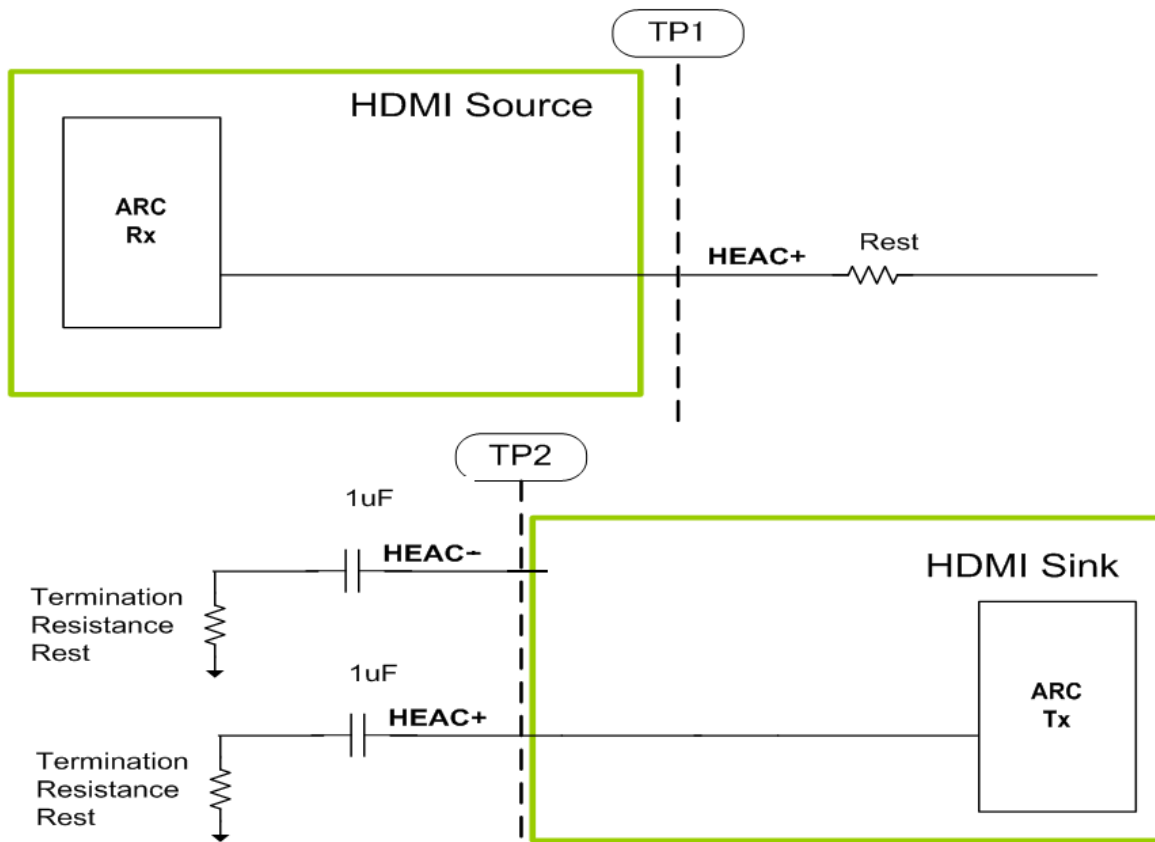 TP1
HDMI Source
ARC
Rx
HEAC+
Rest
TP2
1uF
HEAC-
HDMI Sink
Termination
Resistance
Rest
1uF
HEAC+
ARC
Tx
Termination
Resistance
Rest